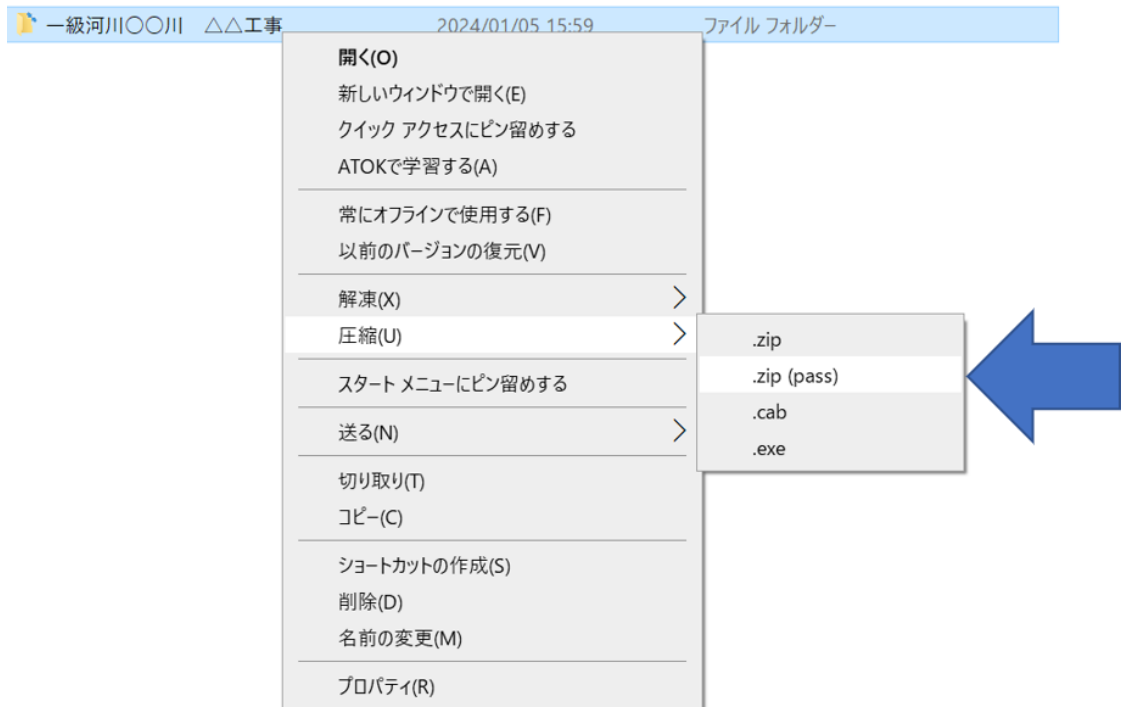 一級河川○○川　△△工事 2024/01/05 15:59 ファイル フォルダー
開く(O)
新しいウィンドウで開く(E)
クイック アクセスにピン留めする
ATOKで学習する(A)
常にオフラインで使用する(F)
以前のバージョンの復元(V)
解凍(X)
圧縮(U)
.zip
.zip (pass)
.cab
.exe
スタート メニューにピン留めする
送る(N)
切り取り(T)
コピー(C)
ショートカットの作成(S)
削除(D)
名前の変更(M)
プロパティ(R)